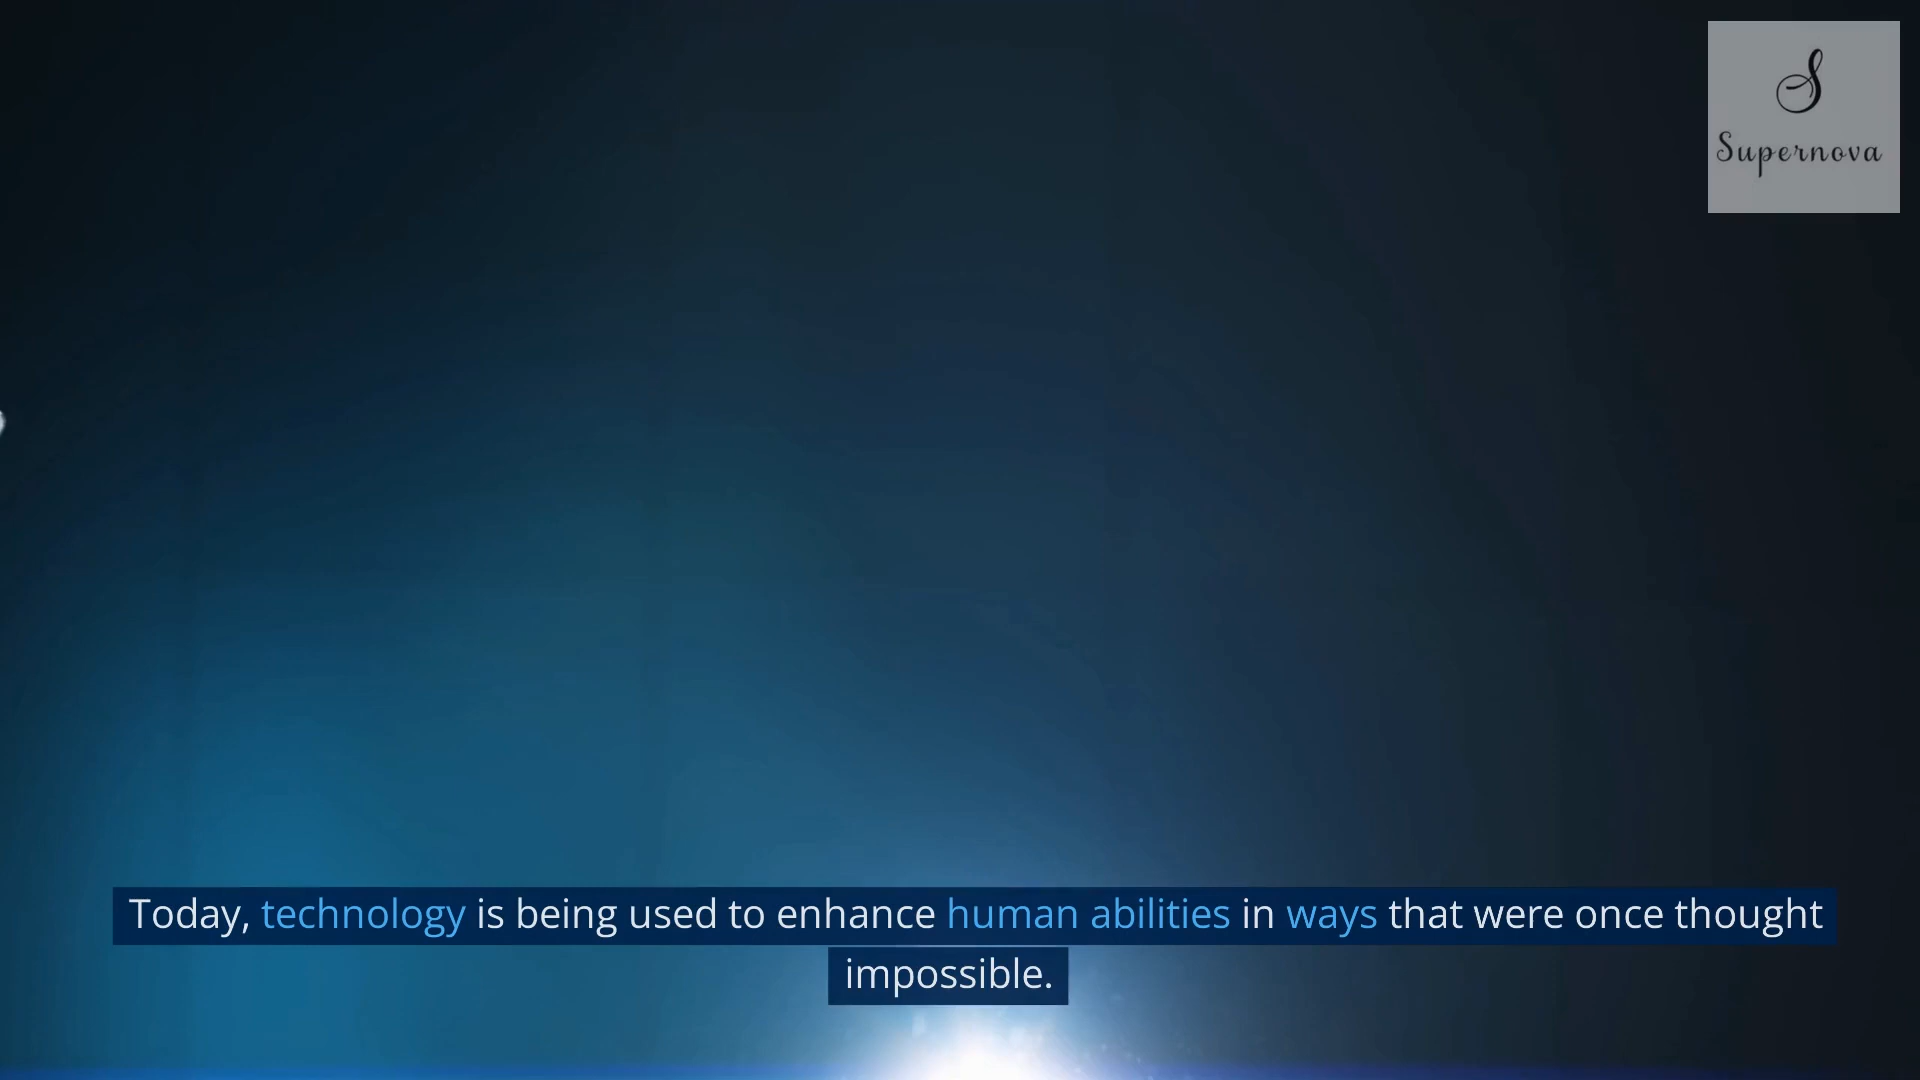 S
Supernova
Today, technology is being used to enhance human abilities in ways that were once thought
impossible.